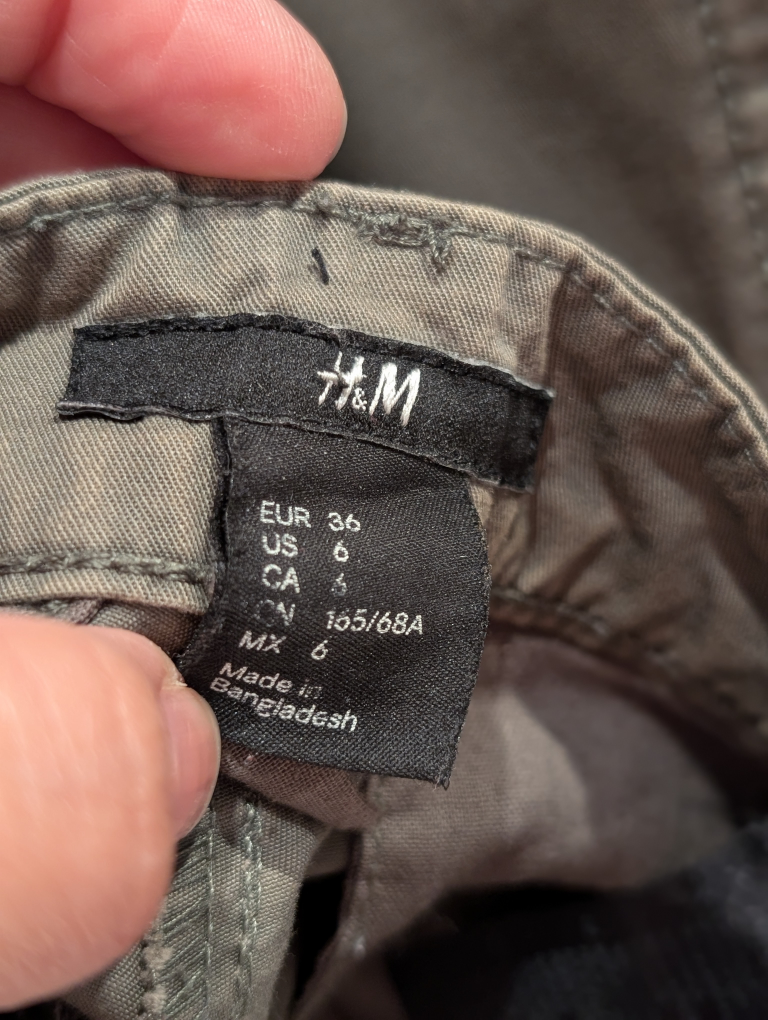 H&M
EUR 36
US 6
CA 6
CN 165/68A
MX 6
Made in
Bangladesh